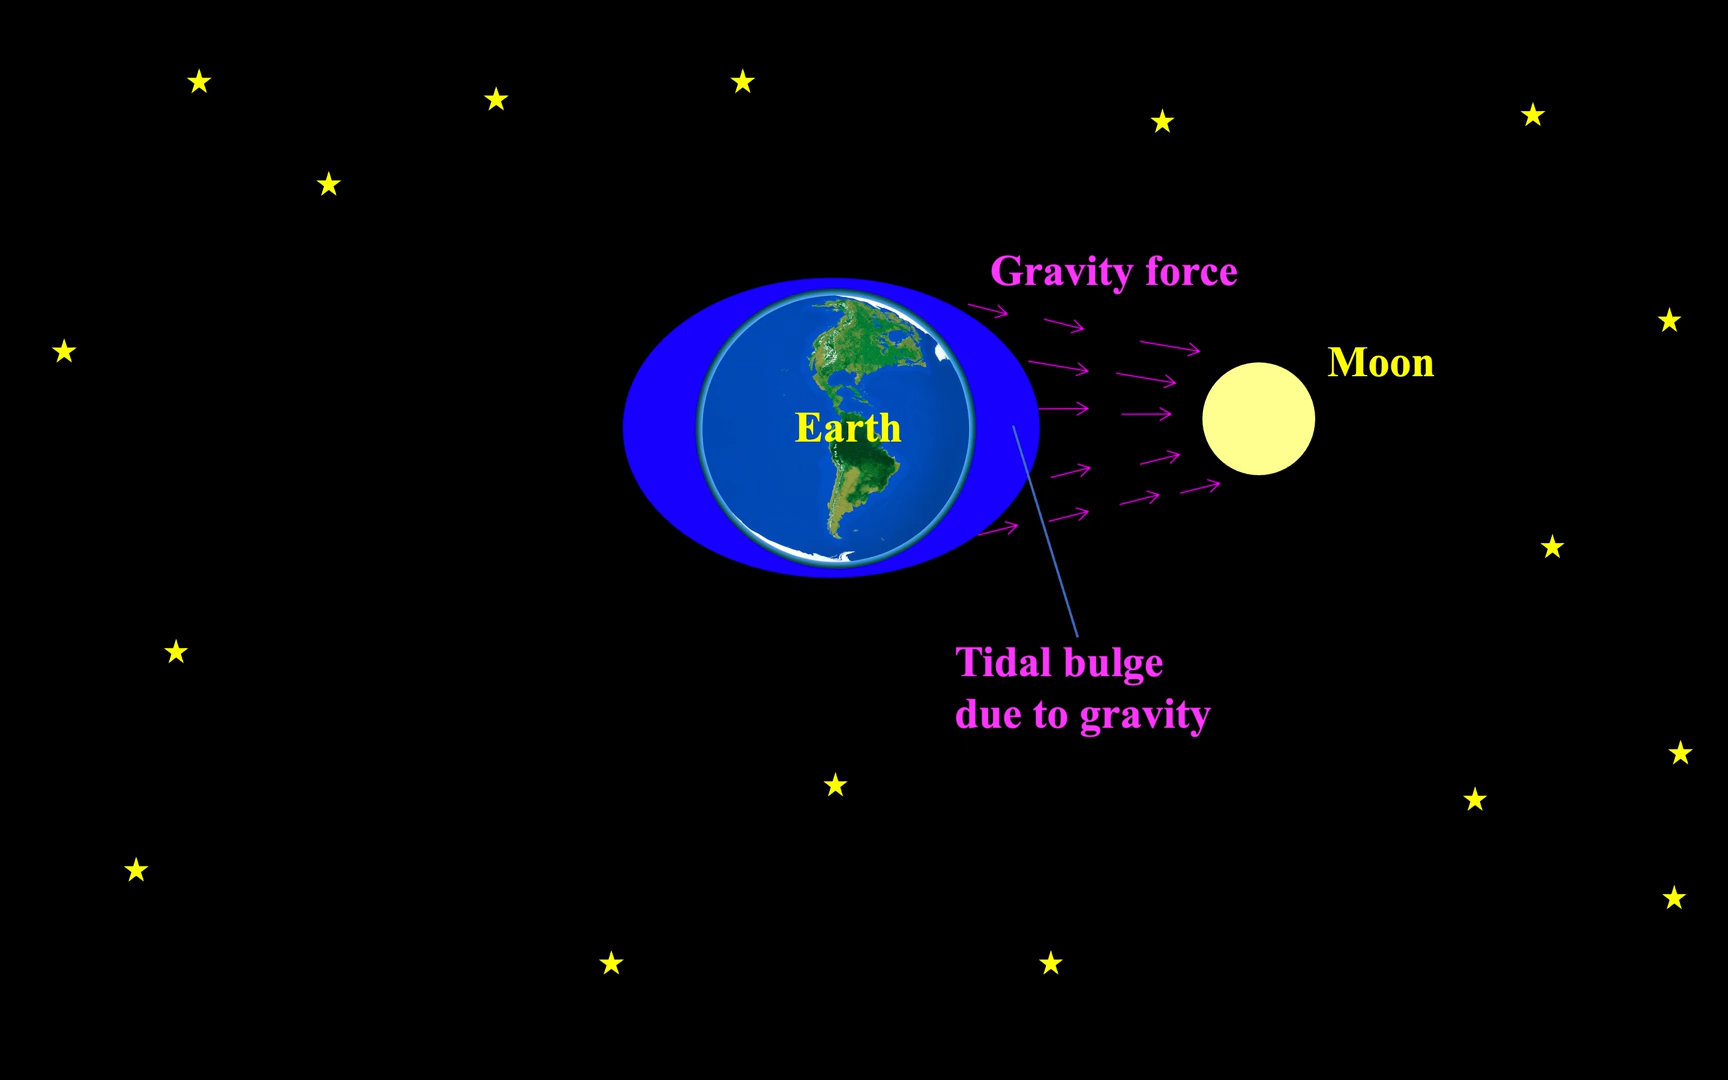 Gravity force
Moon
Earth
Tidal bulge
due to gravity